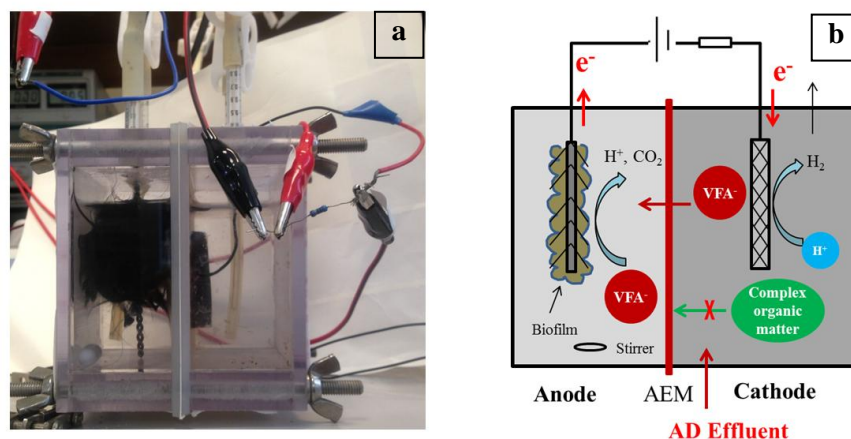 a
b
e-
e-
H+, CO2
H2
VFA-
H+
VFA-
Complex
organic
matter
Biofilm
Stirrer
Anode
AEM
Cathode
AD Effluent